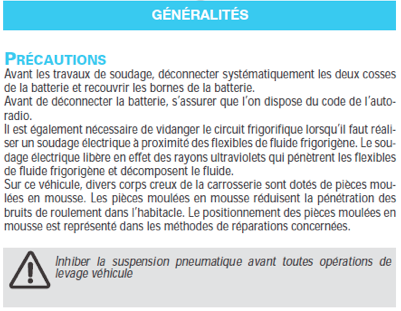 GÉNÉRALITÉS
PRÉCAUTIONS
Avant les travaux de soudage, déconnecter systématiquement les deux cosses
de la batterie et recouvrir les bornes de la batterie.
Avant de déconnecter la batterie, s'assurer que l'on dispose du code de l'auto-
radio.
Il est également nécessaire de vidanger le circuit frigorifique lorsqu'il faut réali-
ser un soudage électrique à proximité des flexibles de fluide frigorigène. Le sou-
dage électrique libère en effet des rayons ultraviolets qui pénètrent les flexibles
de fluide frigorigène et décomposent le fluide.
Sur ce véhicule, divers corps creux de la carrosserie sont dotés de pièces mou-
lées en mousse. Les pièces moulées en mousse réduisent la pénétration des
bruits de roulement dans l'habitacle. Le positionnement des pièces moulées en
mousse est représenté dans les méthodes de réparations concernées.
Inhiber la suspension pneumatique avant toutes opérations de
levage véhicule